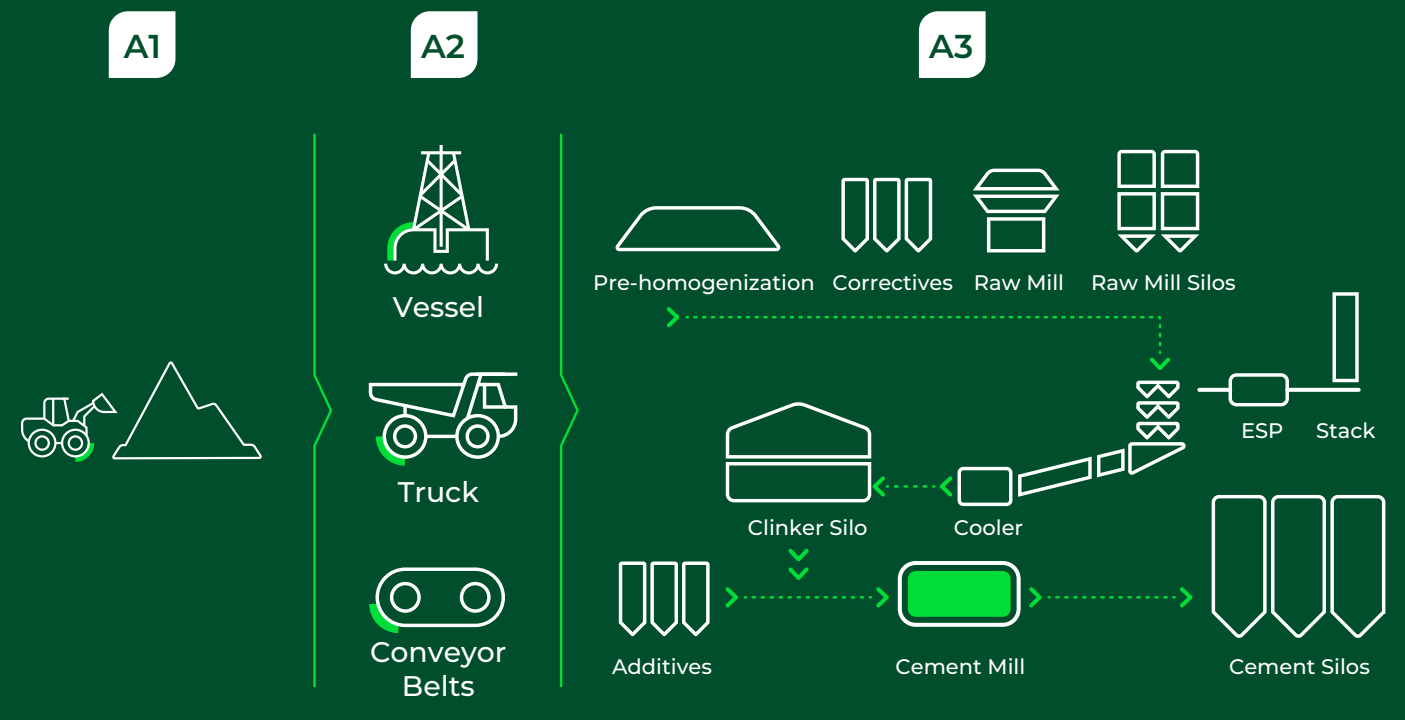 A1
A2
A3
Vessel
Truck
Conveyor
Belts
Pre-homogenization
Correctives
Raw Mill
Raw Mill Silos
ESP
Stack
Clinker Silo
Cooler
Additives
Cement Mill
Cement Silos